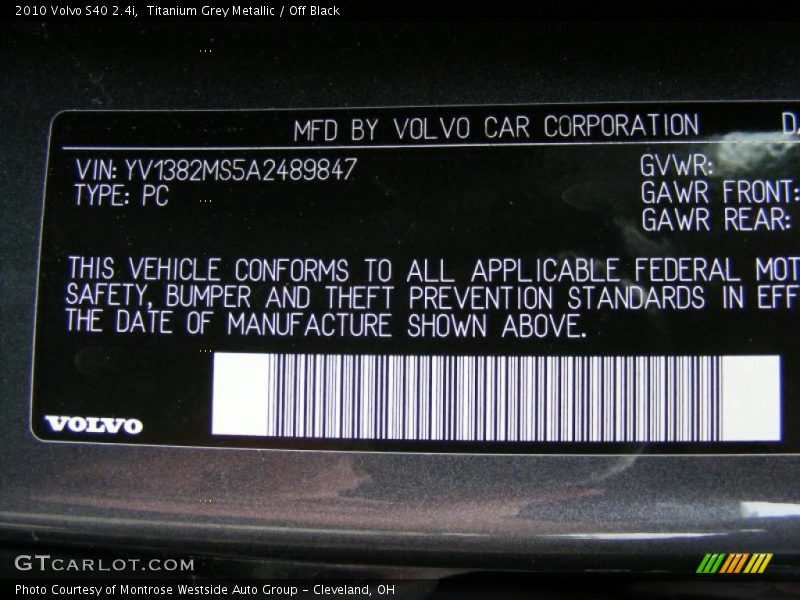 2010 Volvo S40 2.4i,  Titanium Grey Metallic / Off Black
MFD BY VOLVO CAR CORPORATION
VIN: YV1382MS5A2489847
TYPE: PC
GVWR:
GAWR FRONT:
GAWR REAR:
THIS VEHICLE CONFORMS TO ALL APPLICABLE FEDERAL MOT
SAFETY, BUMPER AND THEFT PREVENTION STANDARDS IN EFF
THE DATE OF MANUFACTURE SHOWN ABOVE.
VOLVO
GTCARLOT.COM
Photo Courtesy of Montrose Westside Auto Group - Cleveland, OH